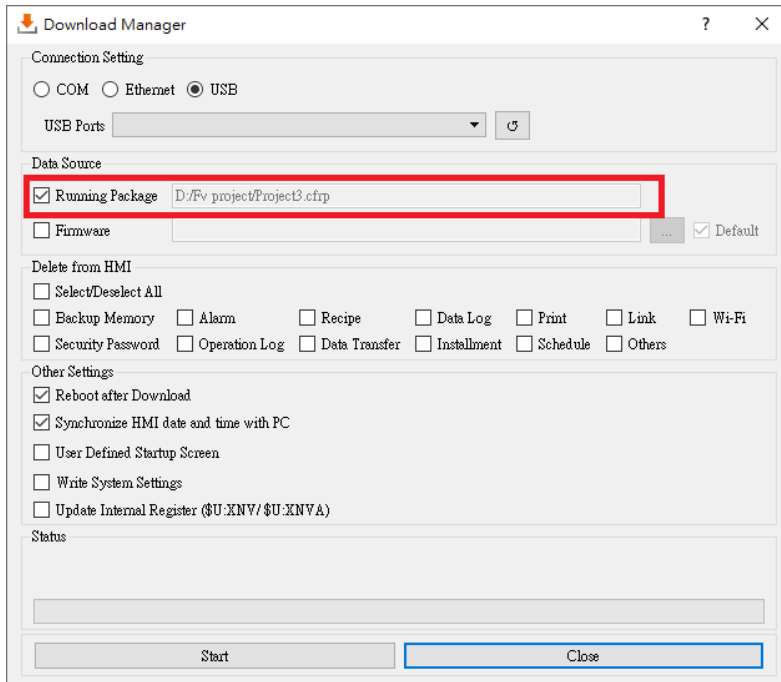 Download Manager
Connection Setting
COM Ethernet USB
USB Ports
Data Source
Running Package D:/Fv project/Project3.cfrp
Firmware ... Default
Delete from HMI
Select/Deselect All
Backup Memory Alarm Recipe Data Log Print Link Wi-Fi
Security Password Operation Log Data Transfer Installment Schedule Others
Other Settings
Reboot after Download
Synchronize HMI date and time with PC
User Defined Startup Screen
Write System Settings
Update Internal Register ($U:XNV/ $U:XNVA)
Status
Start Close